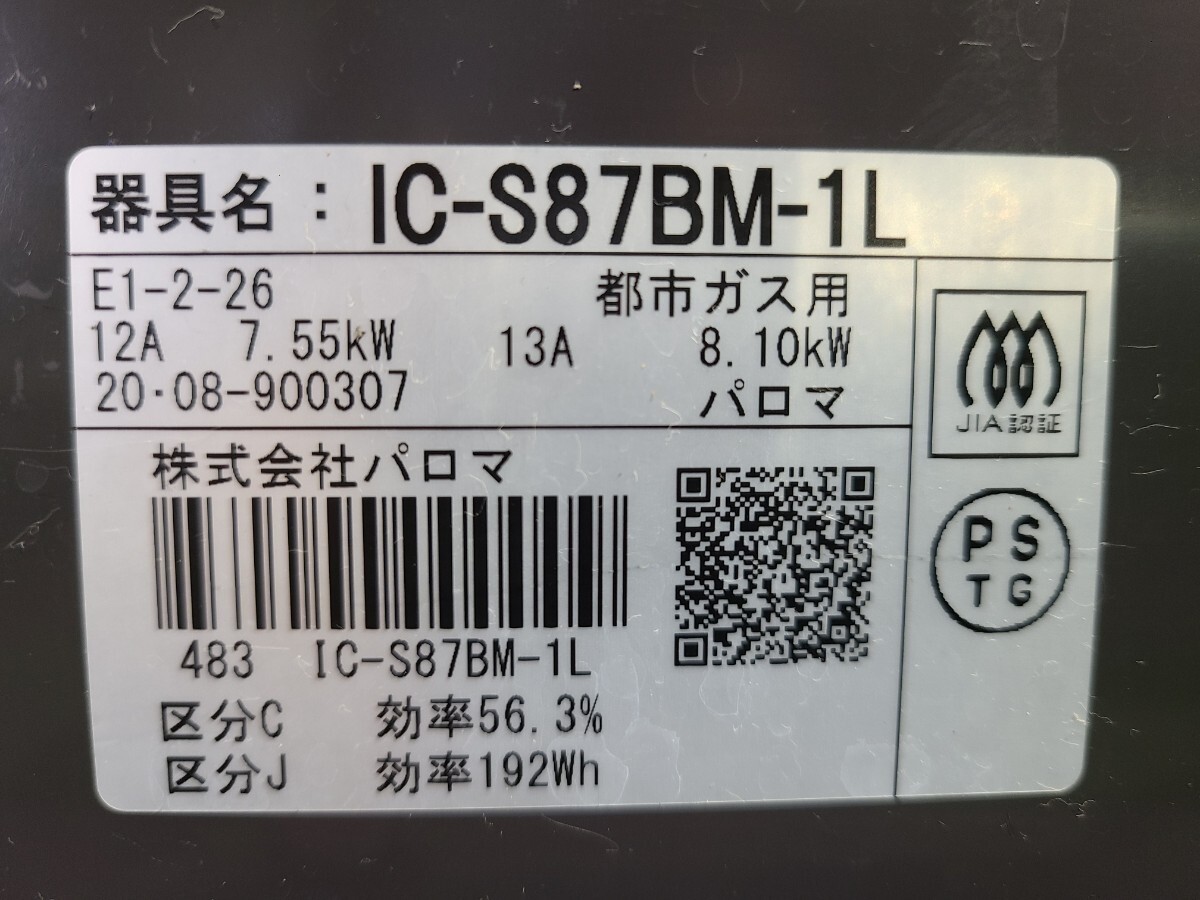 器具名：IC-S87BM-1L
E1-2-26 都市ガス用
12A 7.55kW 13A 8.10kW
20･08-900307 パロマ
JIA認証
株式会社パロマ
PS
TG
483 IC-S87BM-1L
区分C 効率56.3%
区分J 効率192Wh